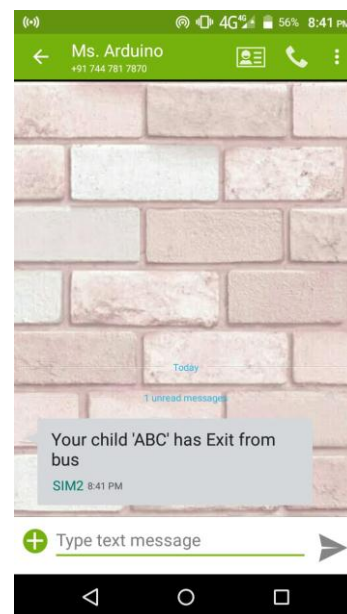 4G 56% 8:41 PM
Ms. Arduino
+91 744 781 7870
Today
1 unread messages
Your child 'ABC' has Exit from
bus
SIM2 8:41 PM
Type text message